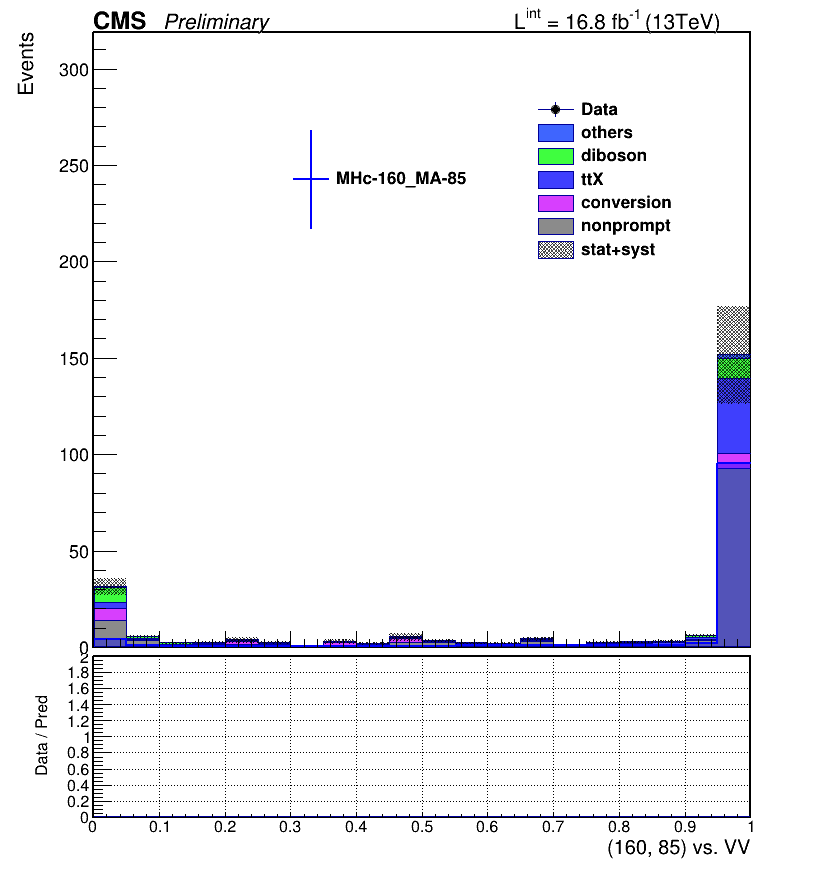 CMS Preliminary L^int = 16.8 fb^-1 (13TeV)
Events
300
250
200
150
100
50
0
MHc-160_MA-85
Data
others
diboson
ttX
conversion
nonprompt
stat+syst
Data / Pred
2
1.8
1.6
1.4
1.2
1
0.8
0.6
0.4
0.2
0
0 0.1 0.2 0.3 0.4 0.5 0.6 0.7 0.8 0.9 1
(160, 85) vs. VV